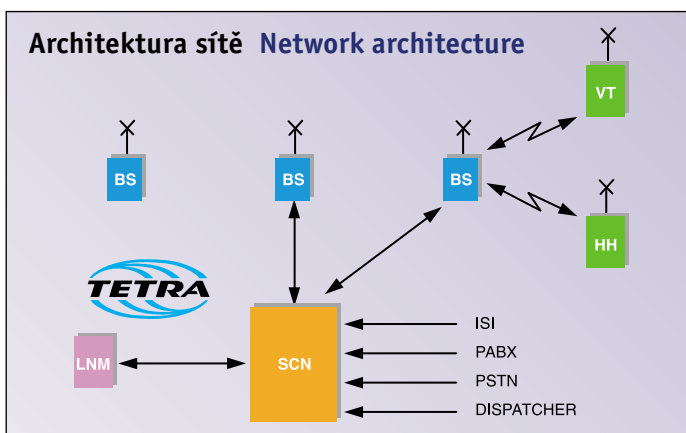 Architektura sítě Network architecture
VT
BS BS BS
HH
TETRA
ISI
LNM SCN PABX
PSTN
DISPATCHER